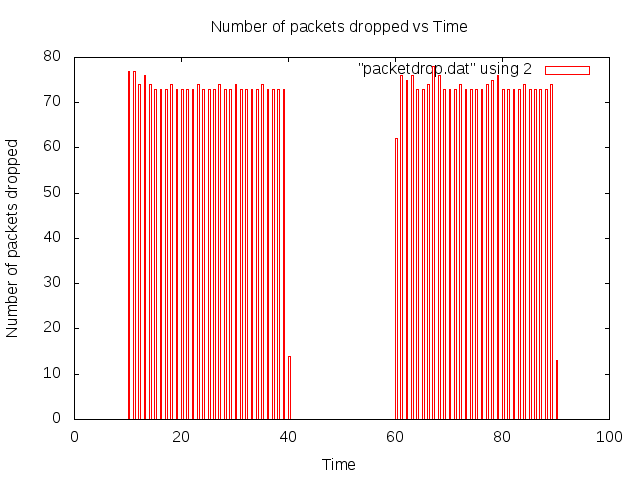 Number of packets dropped vs Time
"packetdrop.dat" using 2
Number of packets dropped
80
70
60
50
40
30
20
10
0
0 20 40 60 80 100
Time